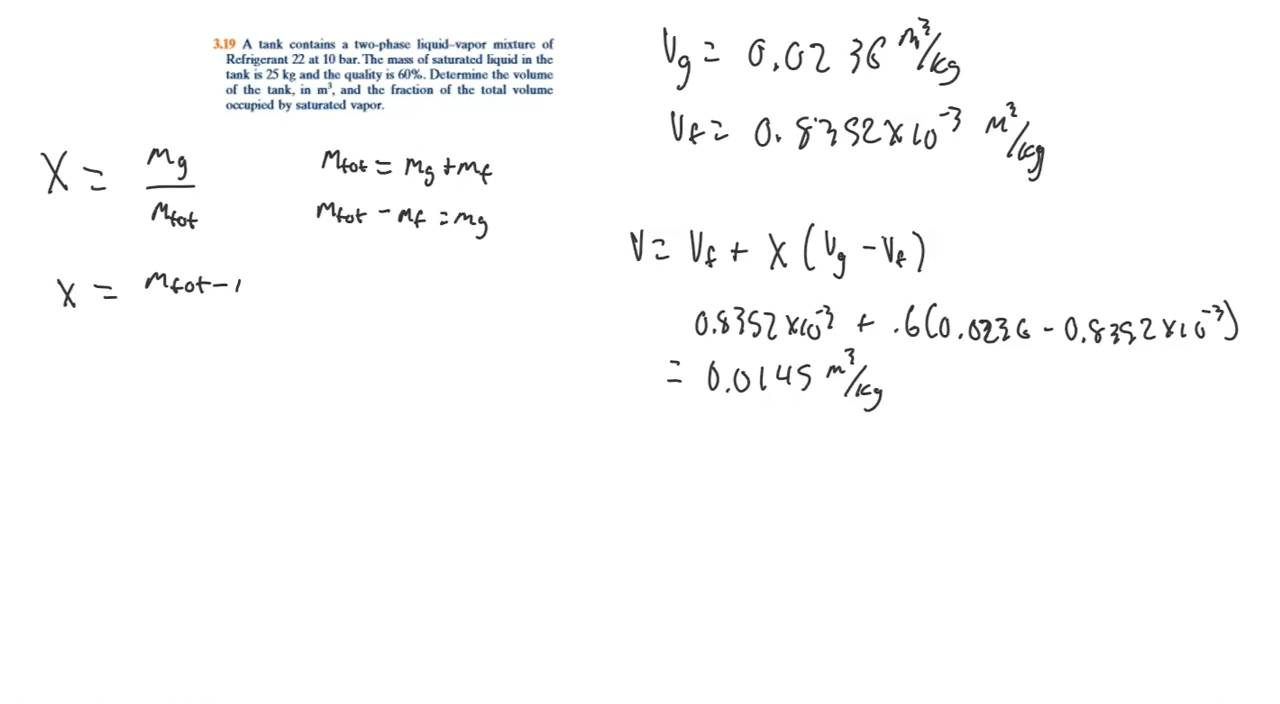 3.19 A tank contains a two-phase liquid–vapor mixture of
Refrigerant 22 at 10 bar. The mass of saturated liquid in the
tank is 25 kg and the quality is 60%. Determine the volume
of the tank, in m³, and the fraction of the total volume
occupied by saturated vapor.
Vg = 0.0236 m³/kg
Vf = 0.8352x10⁻³ m³/kg
X = mg/mtot
mtot = mg + mf
mtot - mf = mg
X = mtot - 1
V = Vf + X (Vg - Vf)
0.8352x10⁻³ + .6(0.0236 - 0.8352x10⁻³)
= 0.0145 m³/kg